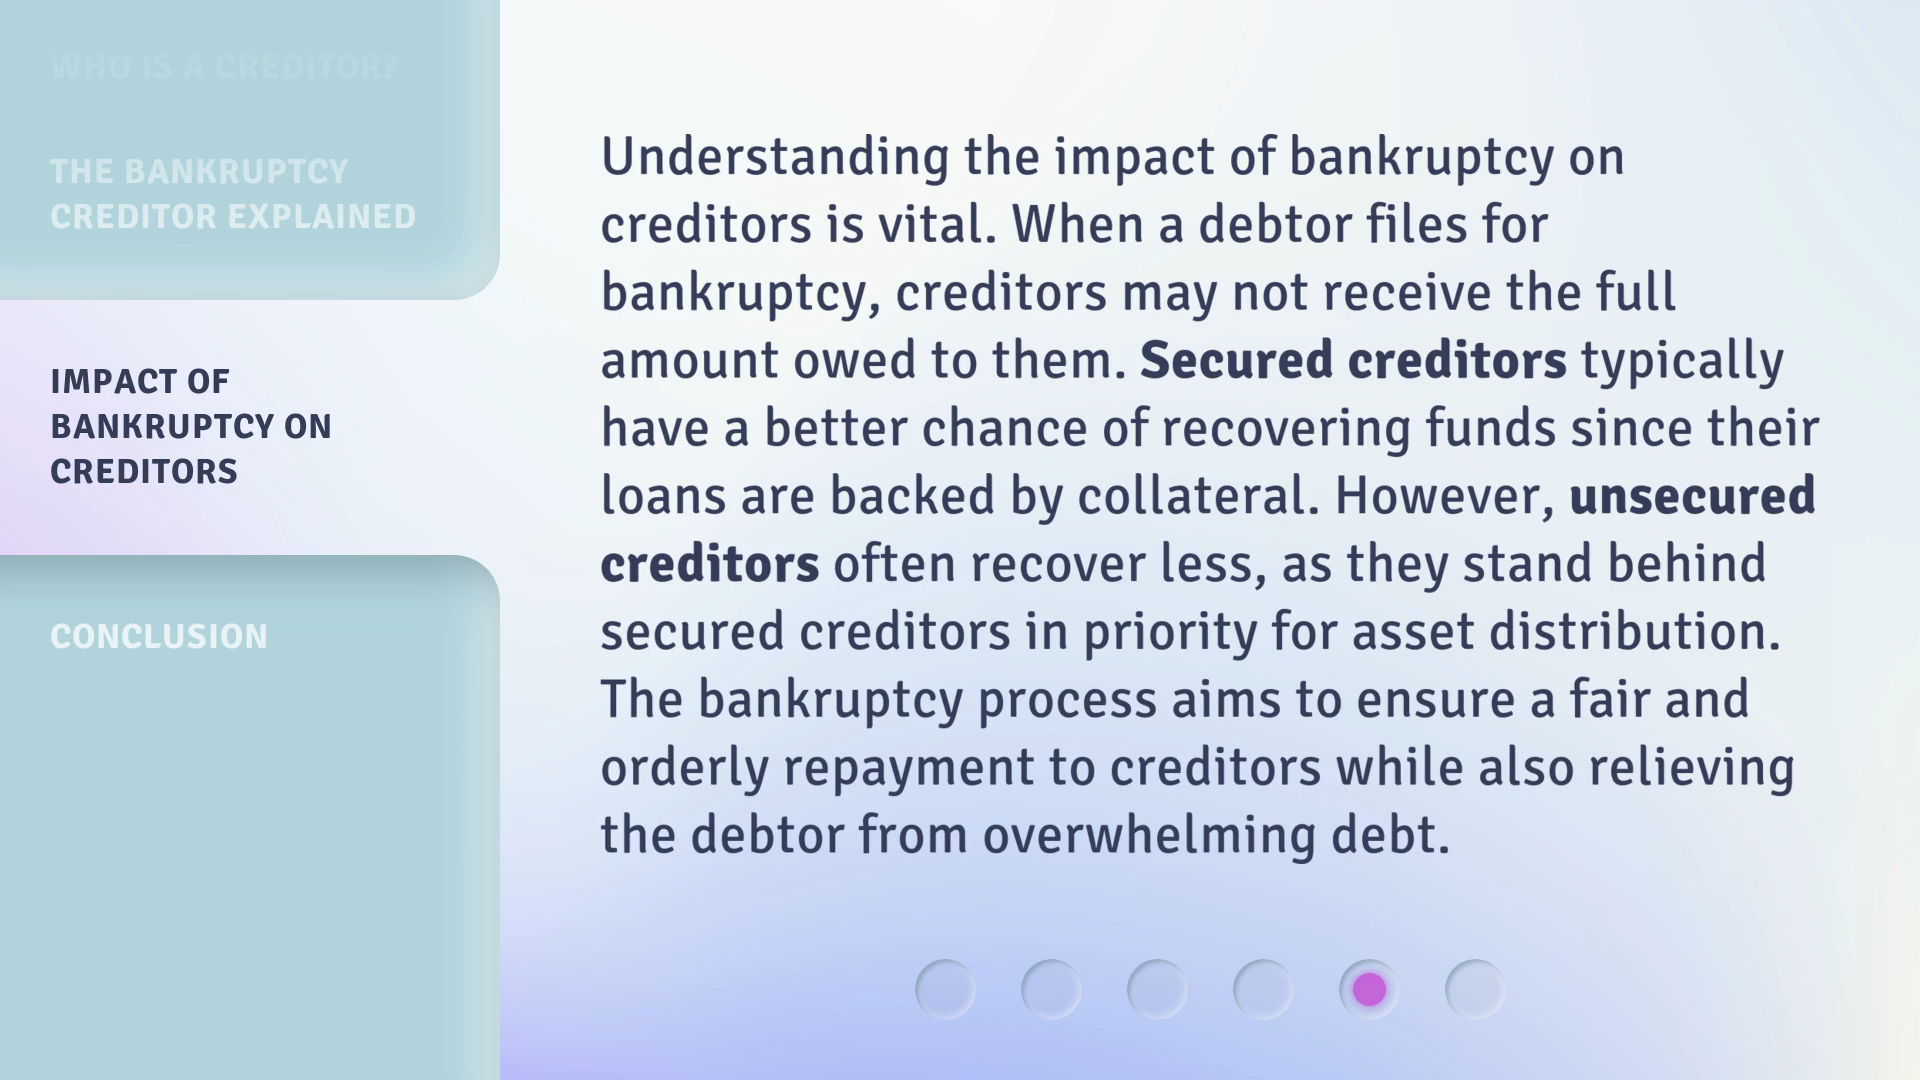 WHO IS A CREDITOR?
THE BANKRUPTCY
CREDITOR EXPLAINED
IMPACT OF
BANKRUPTCY ON
CREDITORS
CONCLUSION
Understanding the impact of bankruptcy on
creditors is vital. When a debtor files for
bankruptcy, creditors may not receive the full
amount owed to them. Secured creditors typically
have a better chance of recovering funds since their
loans are backed by collateral. However, unsecured
creditors often recover less, as they stand behind
secured creditors in priority for asset distribution.
The bankruptcy process aims to ensure a fair and
orderly repayment to creditors while also relieving
the debtor from overwhelming debt.